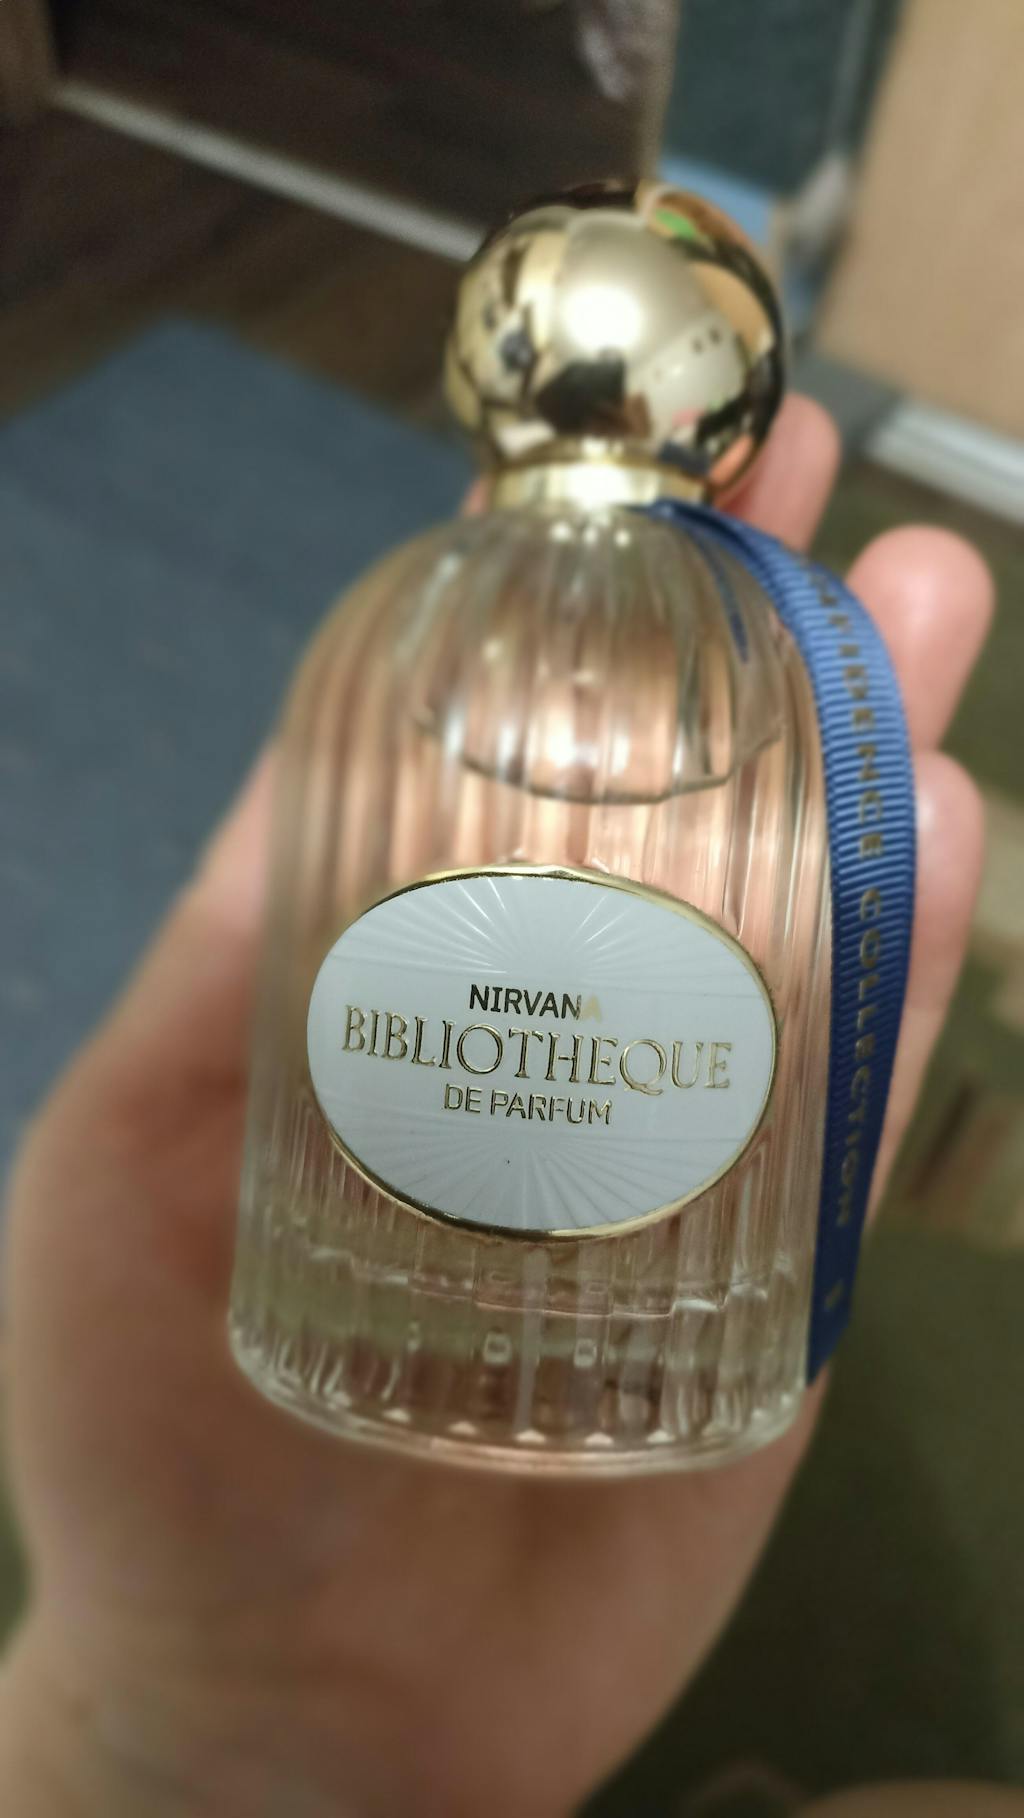 NIRVANA
BIBLIOTHEQUE
DE PARFUM
COLLECTION